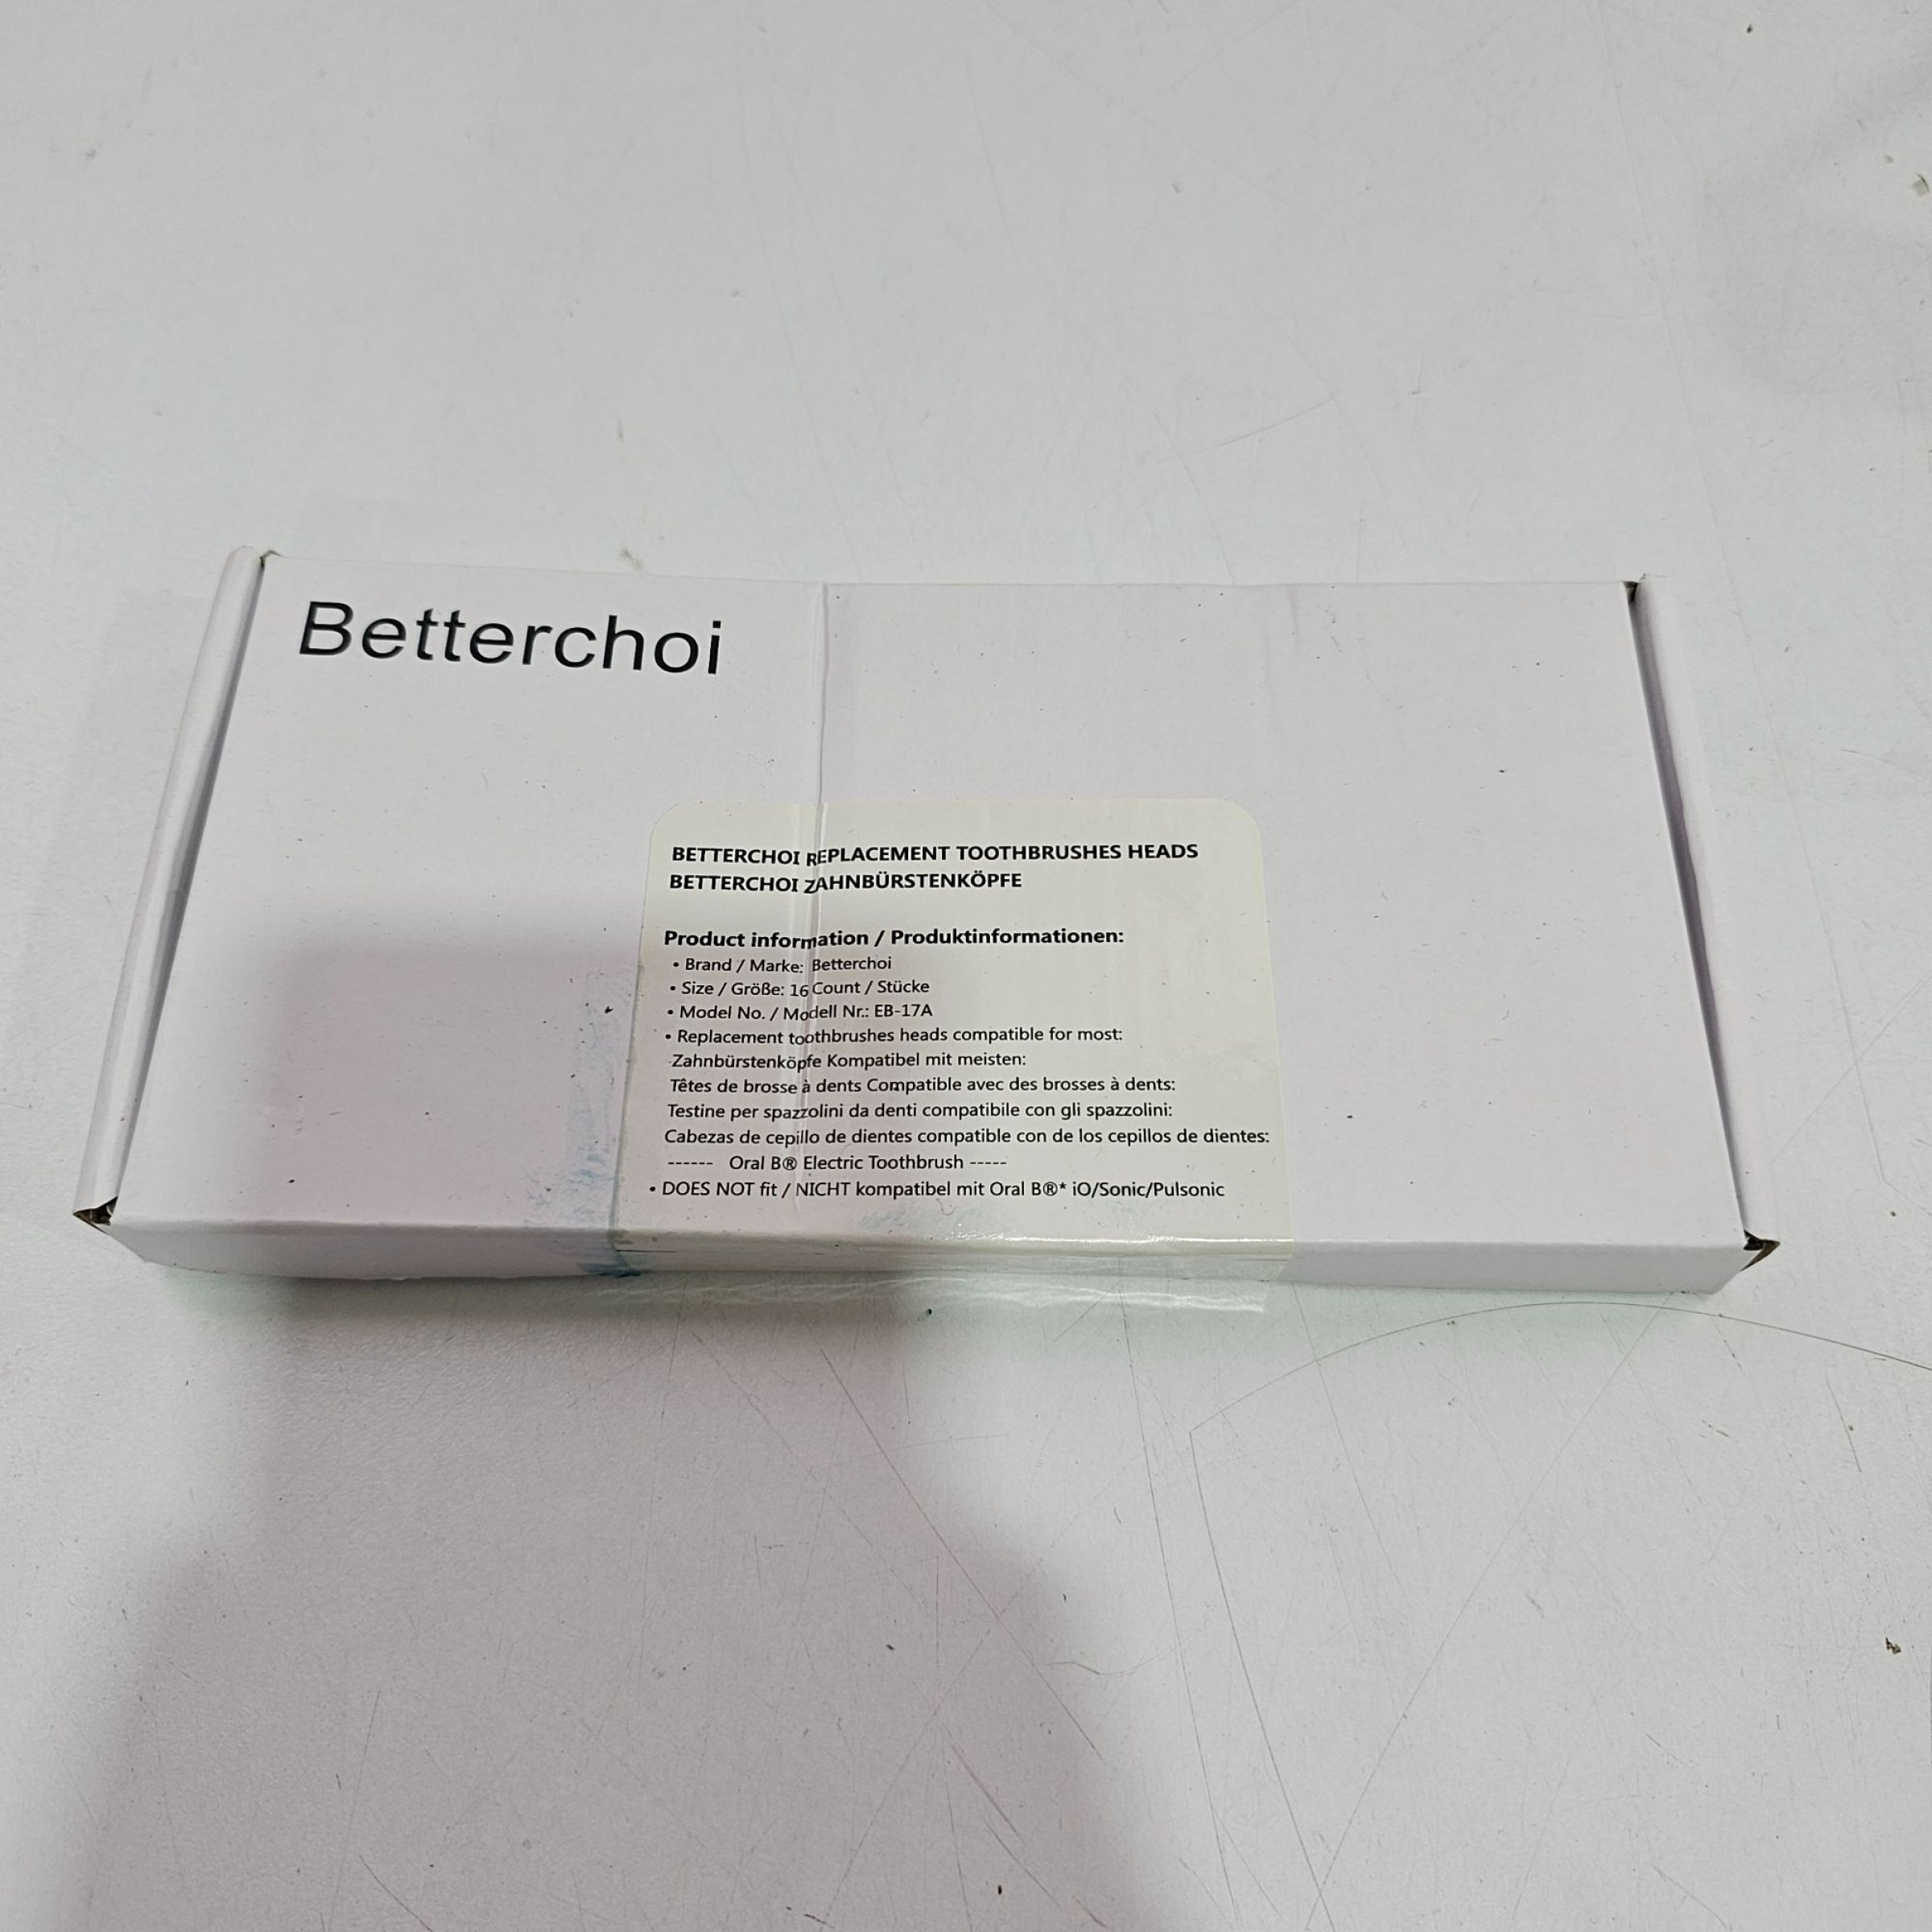 Betterchoi
BETTERCHOI REPLACEMENT TOOTHBRUSHES HEADS
BETTERCHOI ZAHNBÜRSTENKÖPFE
Product information / Produktinformationen:
• Brand / Marke: Betterchoi
• Size / Größe: 16 Count / Stücke
• Model No. / Modell Nr.: EB-17A
• Replacement toothbrushes heads compatible for most:
Zahnbürstenköpfe Kompatibel mit meisten:
Têtes de brosse à dents Compatible avec des brosses à dents:
Testine per spazzolini da denti compatibile con gli spazzolini:
Cabezas de cepillo de dientes compatible con de los cepillos de dientes:
------ Oral B® Electric Toothbrush -----
• DOES NOT fit / NICHT kompatibel mit Oral B®* iO/Sonic/Pulsonic